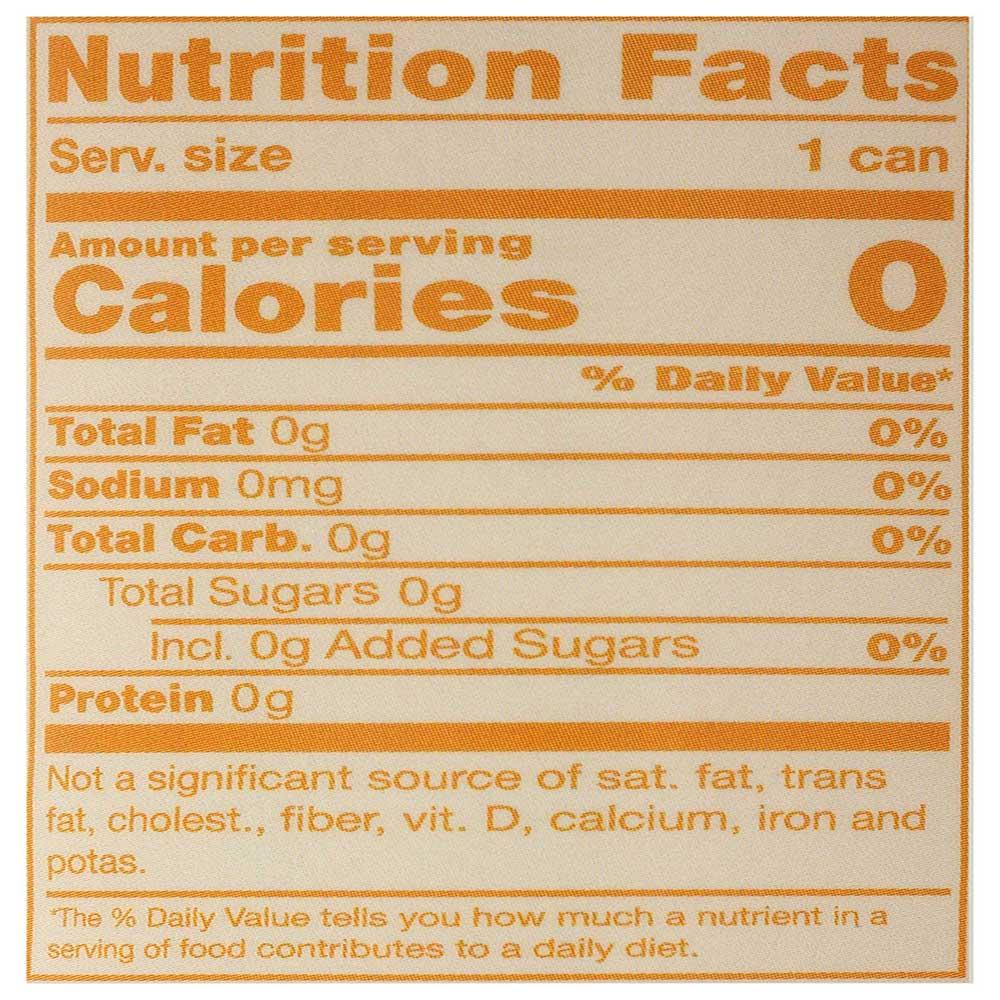 Nutrition Facts
Serv. size 1 can
Amount per serving
Calories 0
% Daily Value*
Total Fat 0g 0%
Sodium 0mg 0%
Total Carb. 0g 0%
Total Sugars 0g
Incl. 0g Added Sugars 0%
Protein 0g
Not a significant source of sat. fat, trans
fat, cholest., fiber, vit. D, calcium, iron and
potas.
*The % Daily Value tells you how much a nutrient in a
serving of food contributes to a daily diet.